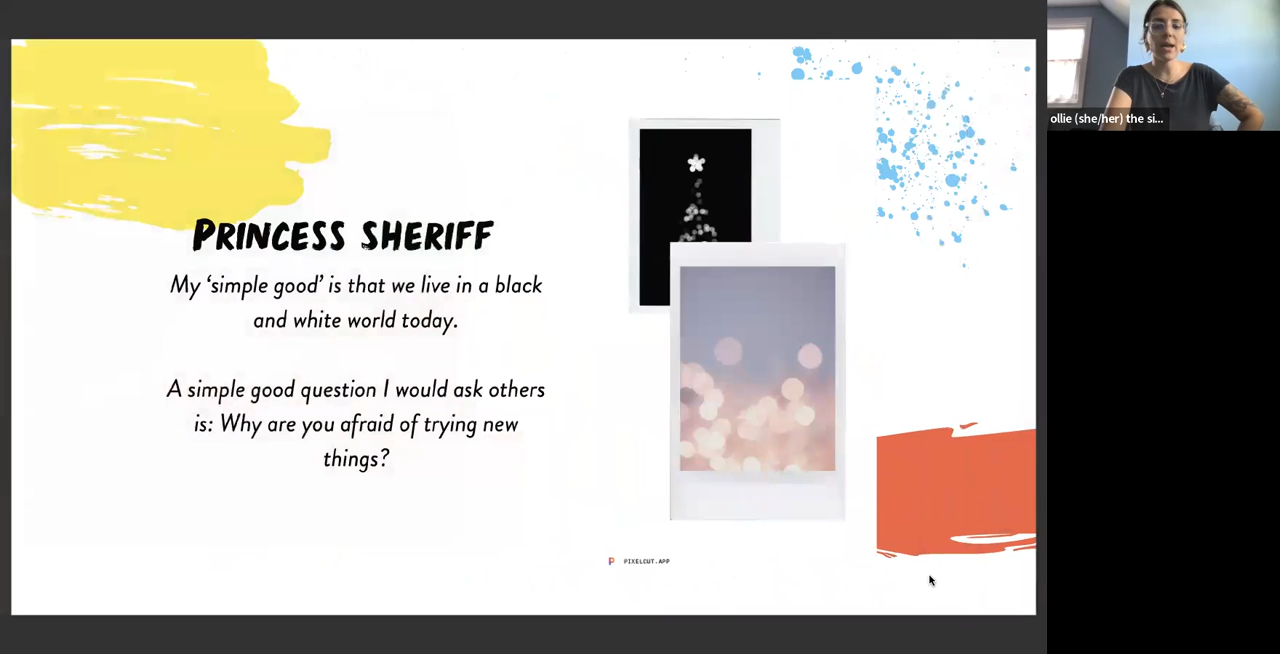 PRINCESS SHERIFF
My ‘simple good’ is that we live in a black
and white world today.
A simple good question I would ask others
is: Why are you afraid of trying new
things?
P PIXELCUT.APP
ollie (she/her) the si...